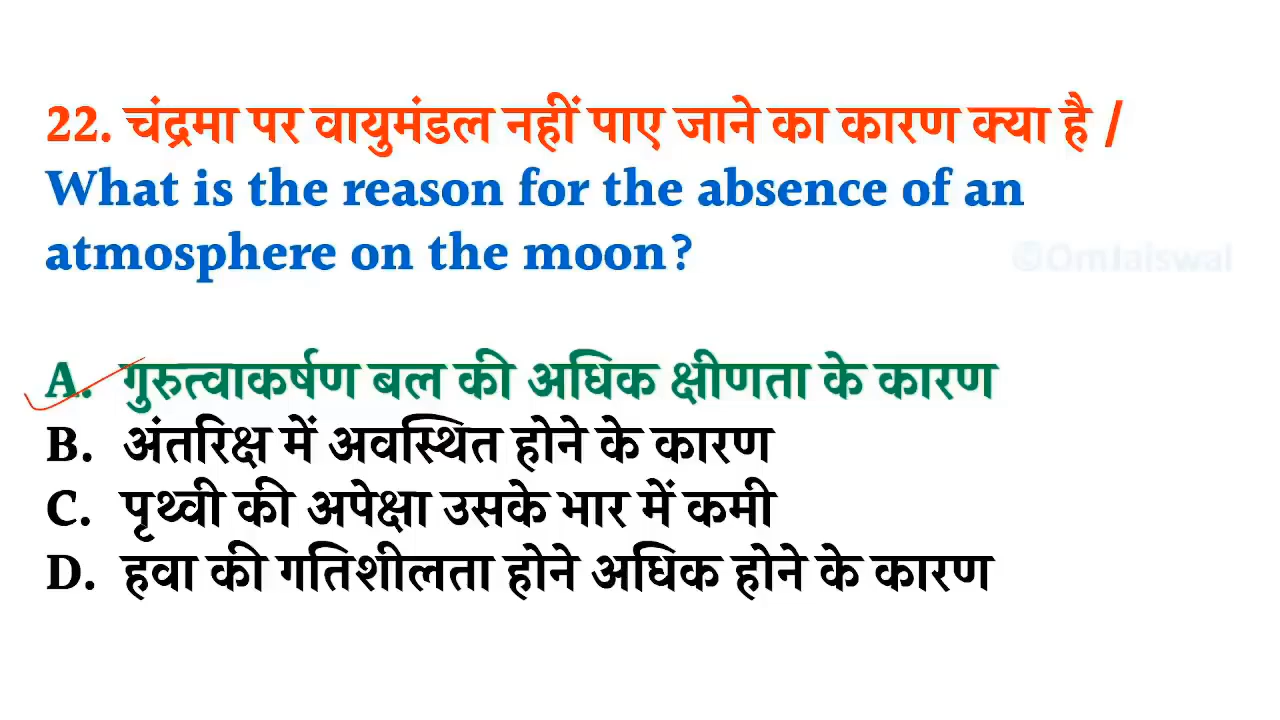 22. चंद्रमा पर वायुमंडल नहीं पाए जाने का कारण क्या है /
What is the reason for the absence of an
atmosphere on the moon?
©OmJaiswal
A. गुरुत्वाकर्षण बल की अधिक क्षीणता के कारण
B. अंतरिक्ष में अवस्थित होने के कारण
C. पृथ्वी की अपेक्षा उसके भार में कमी
D. हवा की गतिशीलता होने अधिक होने के कारण